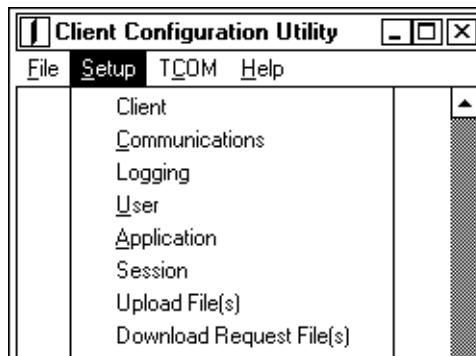 Client Configuration Utility
File Setup TCOM Help
Client
Communications
Logging
User
Application
Session
Upload File(s)
Download Request File(s)